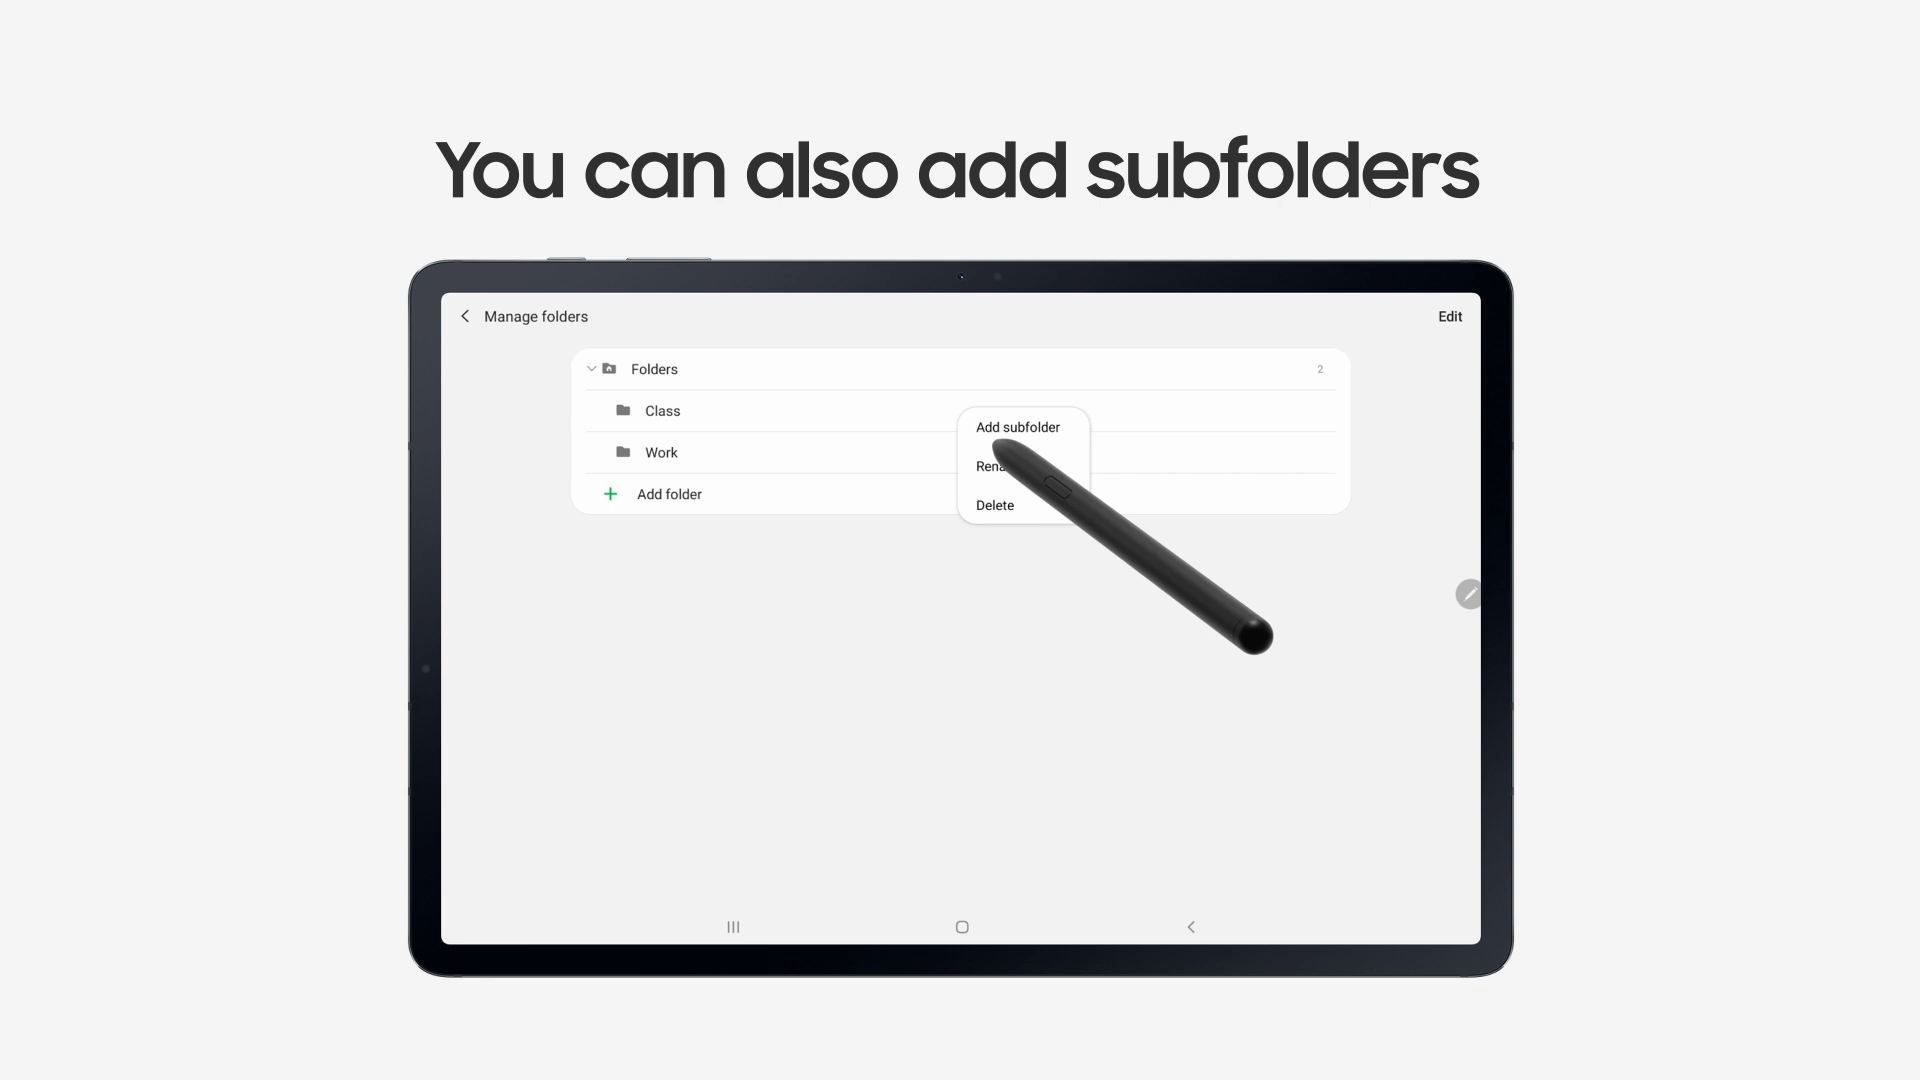 You can also add subfolders
Manage folders
Edit
Folders
2
Class
Add subfolder
Work
Add folder
Delete